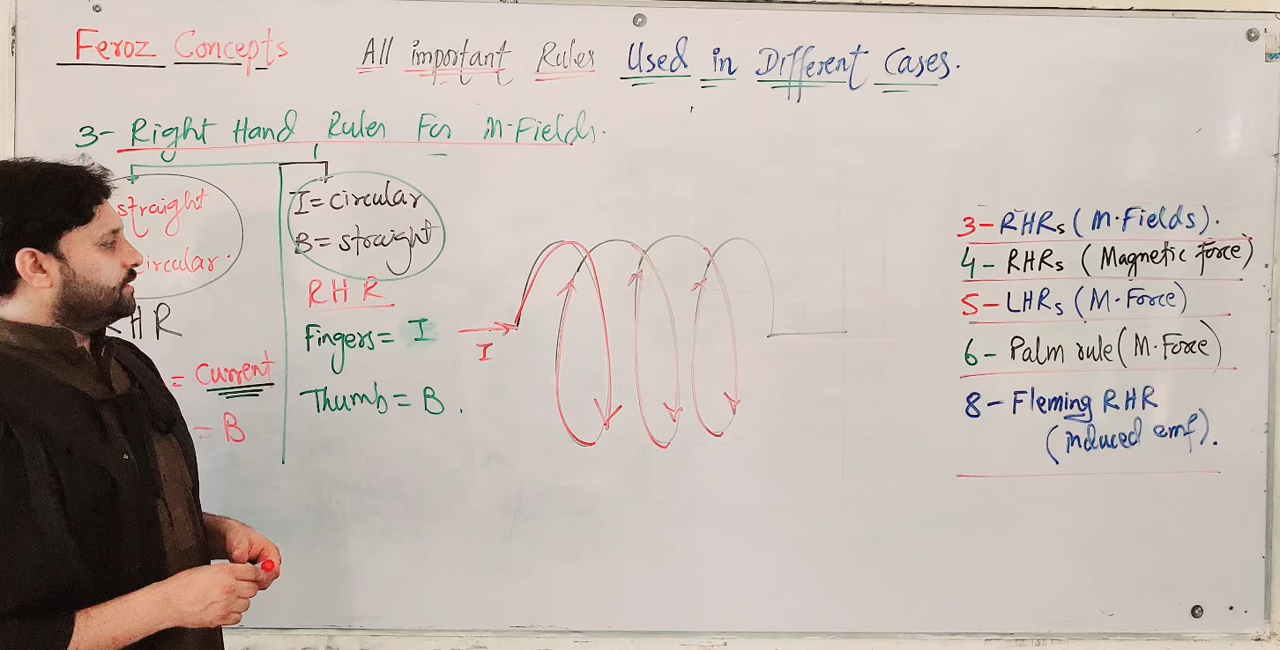 Feroz Concepts All important Rules Used in Different Cases.
3- Right Hand Rules For M-Fields.
straight
circular.
RHR
= Current
= B
I = circular
B = straight
RHR
Fingers = I
Thumb = B.
I
3- RHRs (M.Fields).
4- RHRs (Magnetic force)
5- LHRs (M-Force)
6- Palm rule (M.Force)
8- Fleming RHR
(induced emf).